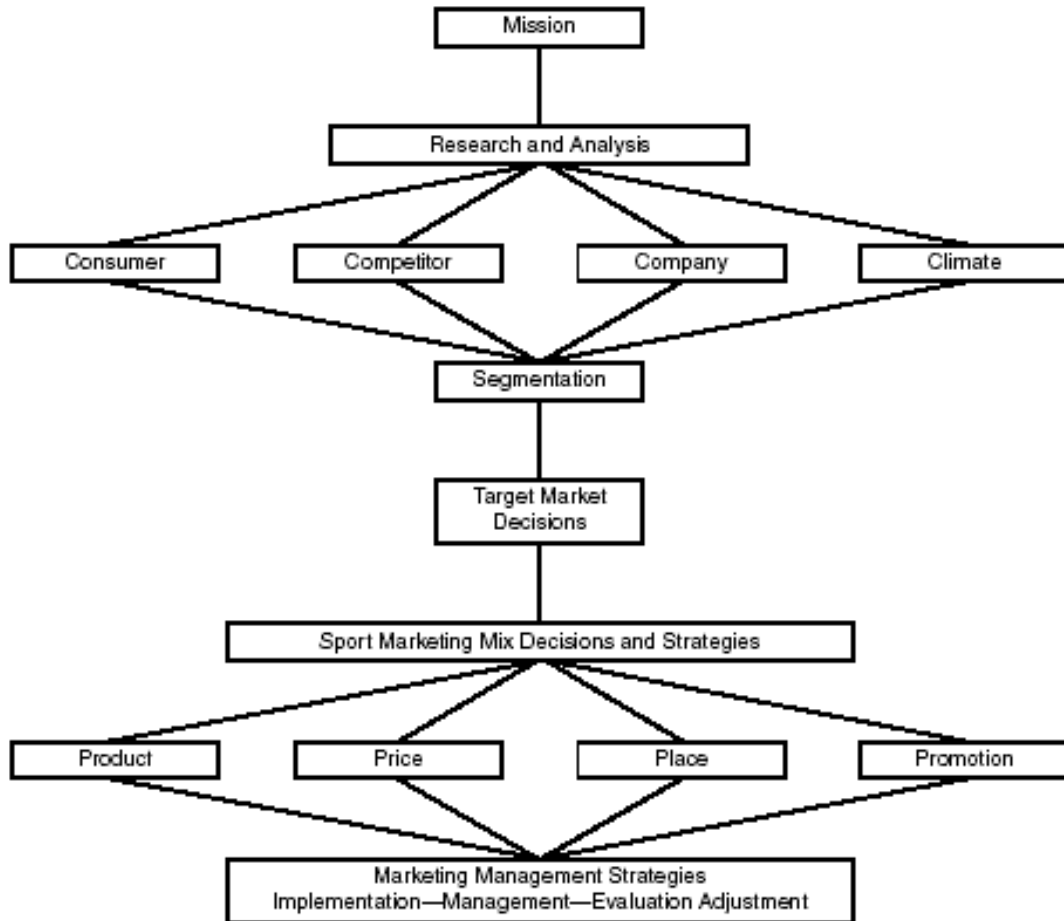 Mission
Research and Analysis
Consumer
Competitor
Company
Climate
Segmentation
Target Market
Decisions
Sport Marketing Mix Decisions and Strategies
Product
Price
Place
Promotion
Marketing Management Strategies
Implementation—Management—Evaluation Adjustment